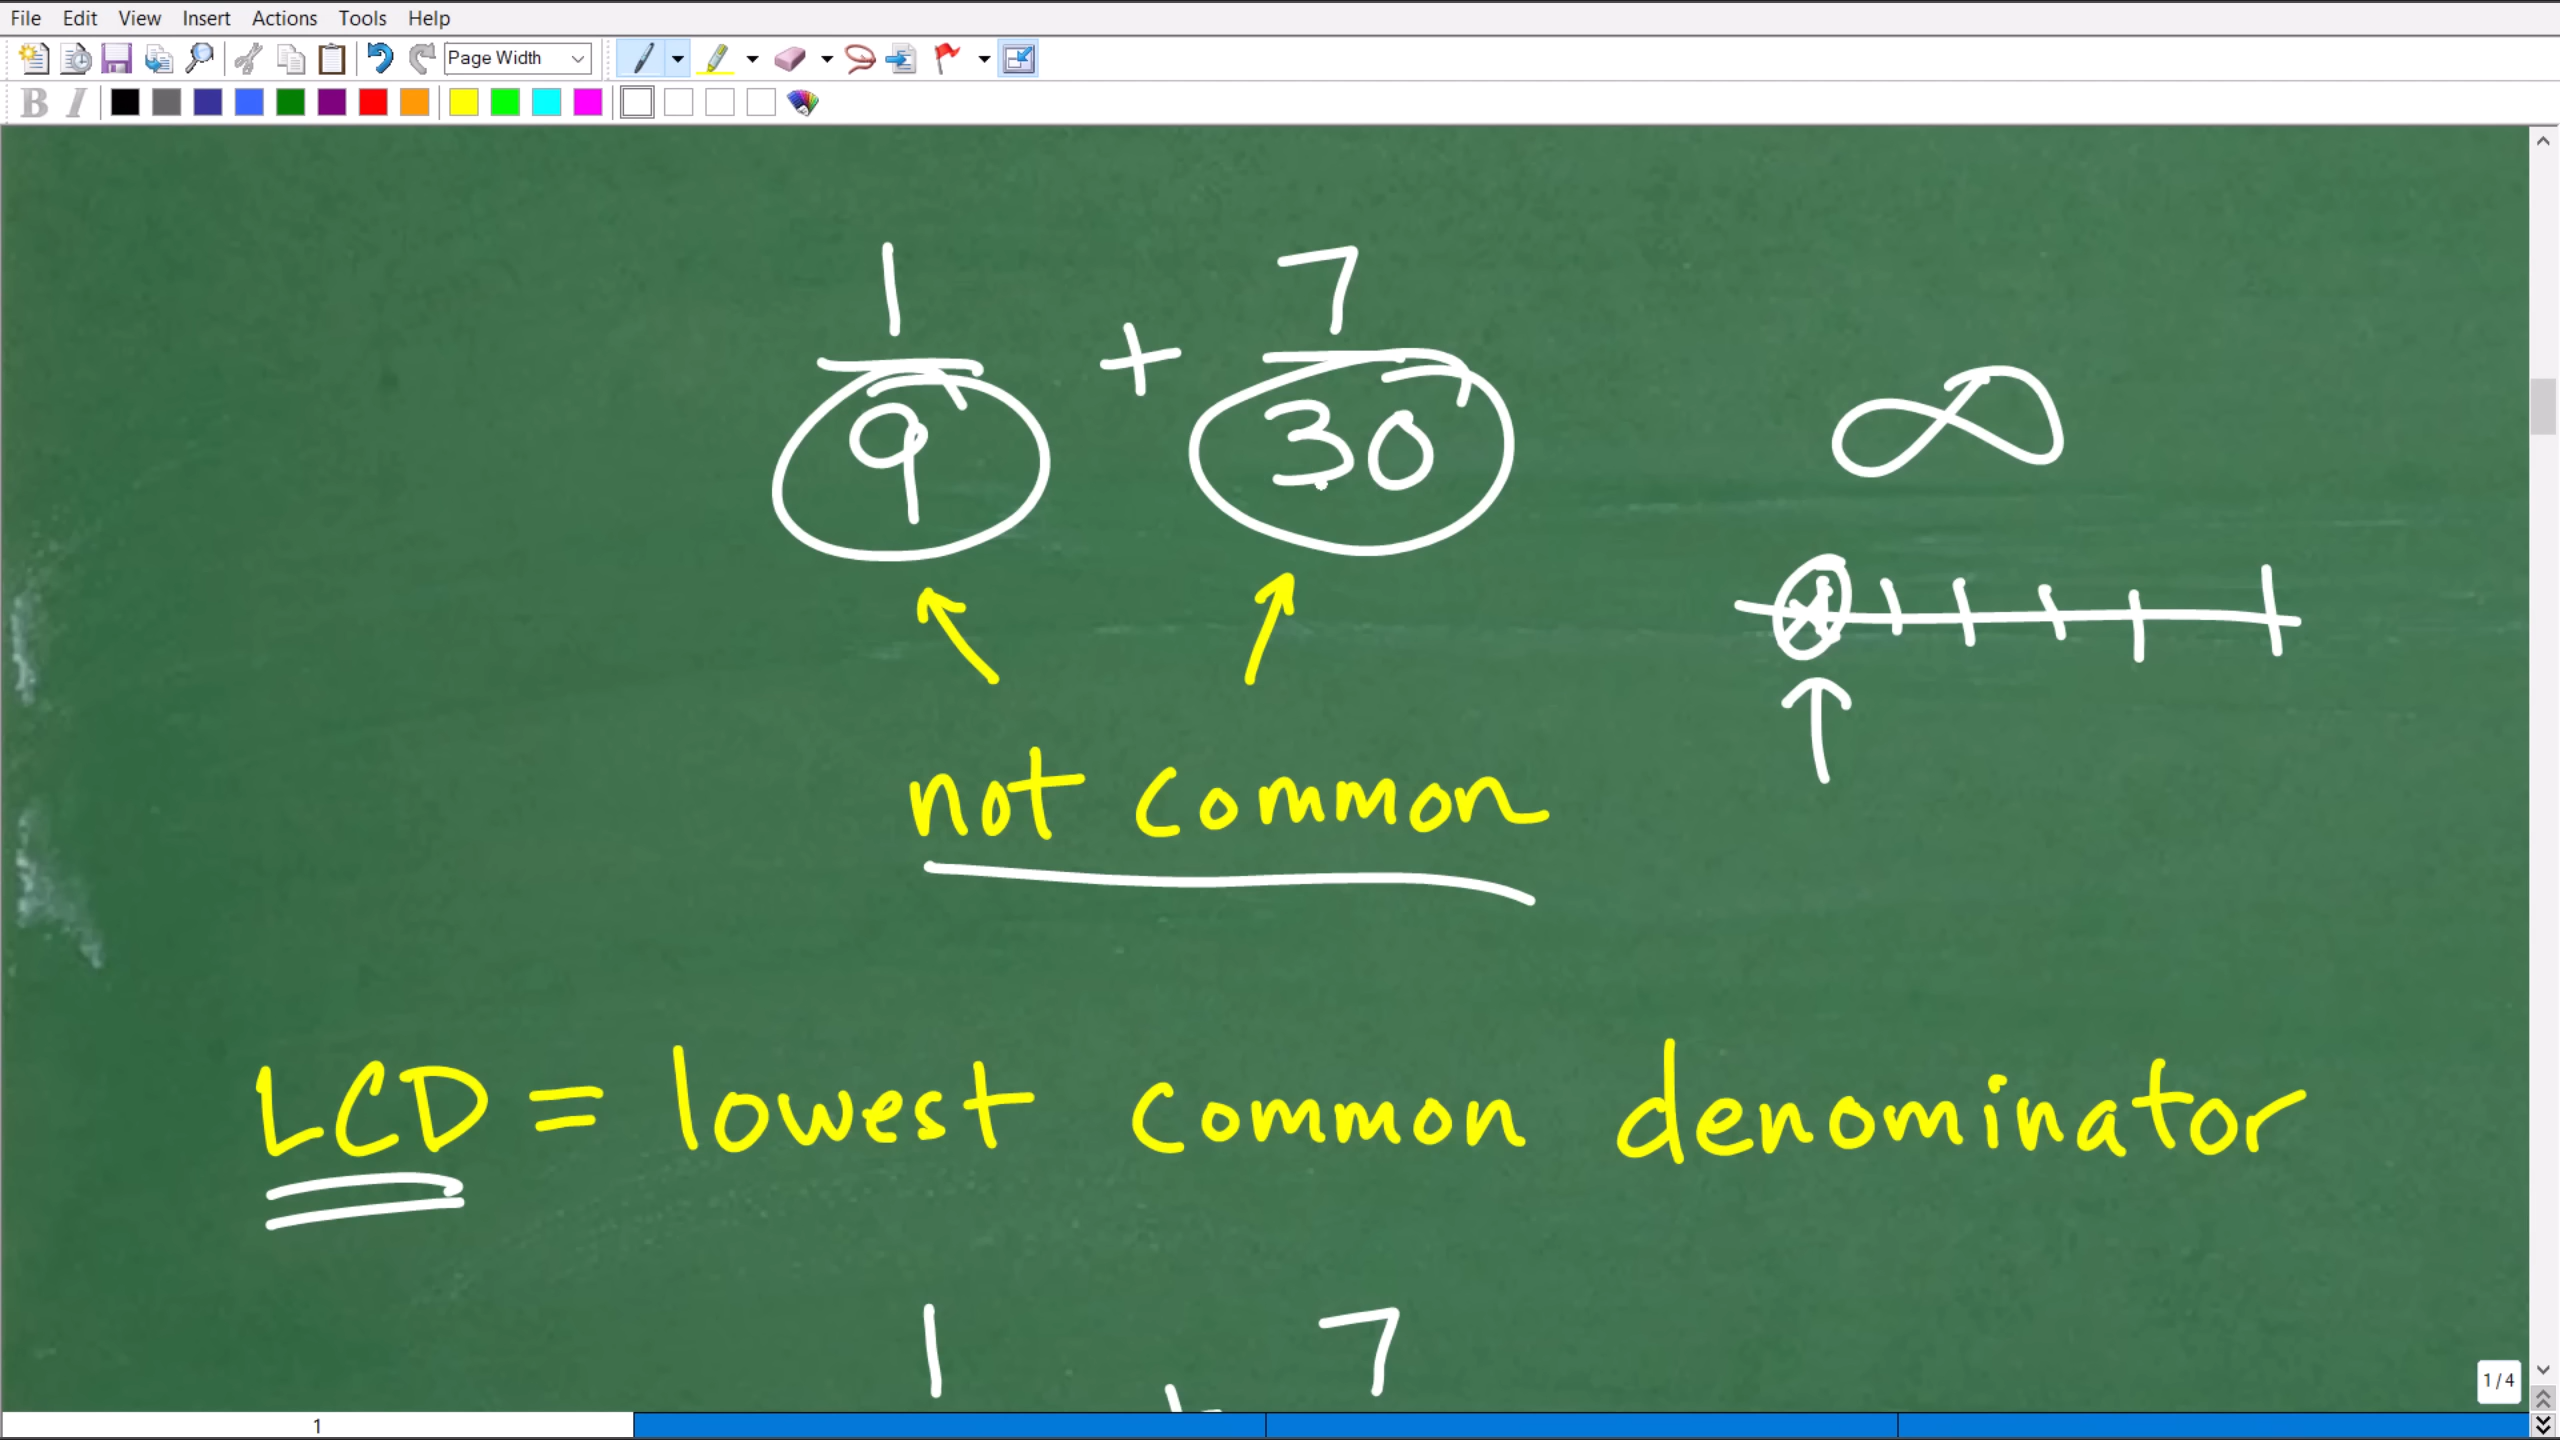 File Edit View Insert Actions Tools Help
Page Width
B I
1 7
+
9 30
∞
not common
LCD = lowest common denominator
1 7
+
1 / 4
1